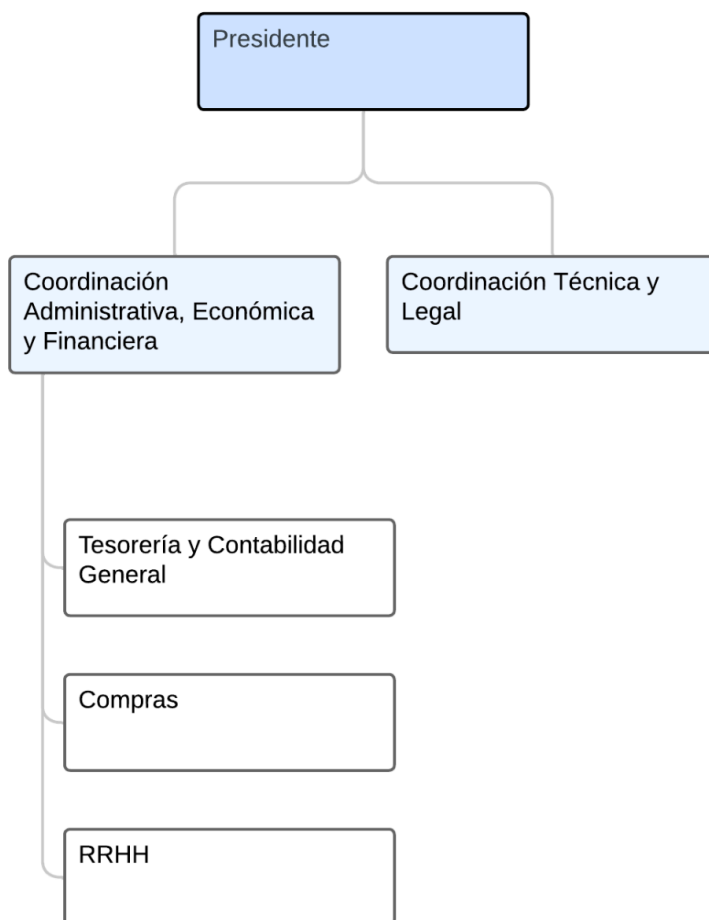 Presidente
Coordinación
Administrativa, Económica
y Financiera
Coordinación Técnica y
Legal
Tesorería y Contabilidad
General
Compras
RRHH